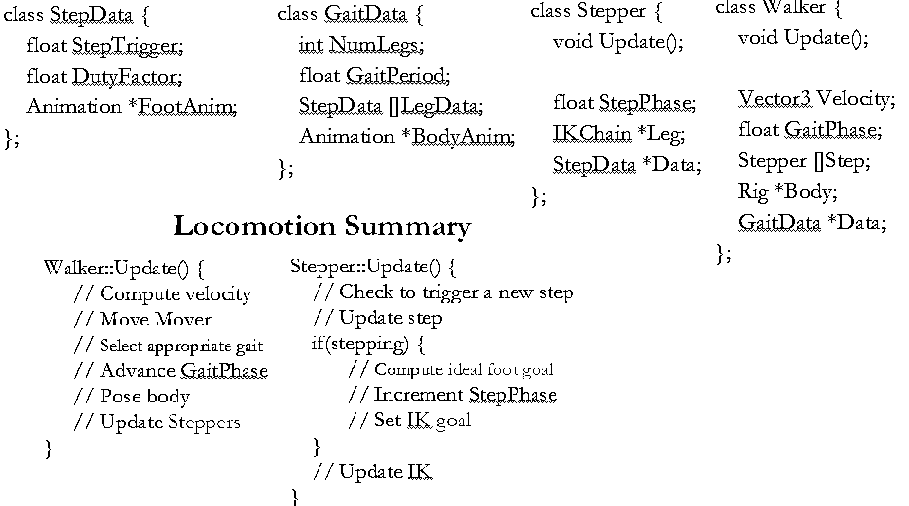 class StepData {
float StepTrigger;
float DutyFactor;
Animation *FootAnim;
};
class GaitData {
int NumLegs;
float GaitPeriod;
StepData []LegData;
Animation *BodyAnim;
};
class Stepper {
void Update();
float StepPhase;
IKChain *Leg;
StepData *Data;
};
class Walker {
void Update();
Vector3 Velocity;
float GaitPhase;
Stepper []Step;
Rig *Body;
GaitData *Data;
};
Locomotion Summary
Walker::Update() {
// Compute velocity
// Move Mover
// Select appropriate gait
// Advance GaitPhase
// Pose body
// Update Steppers
}
Stepper::Update() {
// Check to trigger a new step
// Update step
if(stepping) {
// Compute ideal foot goal
// Increment StepPhase
// Set IK goal
}
// Update IK
}